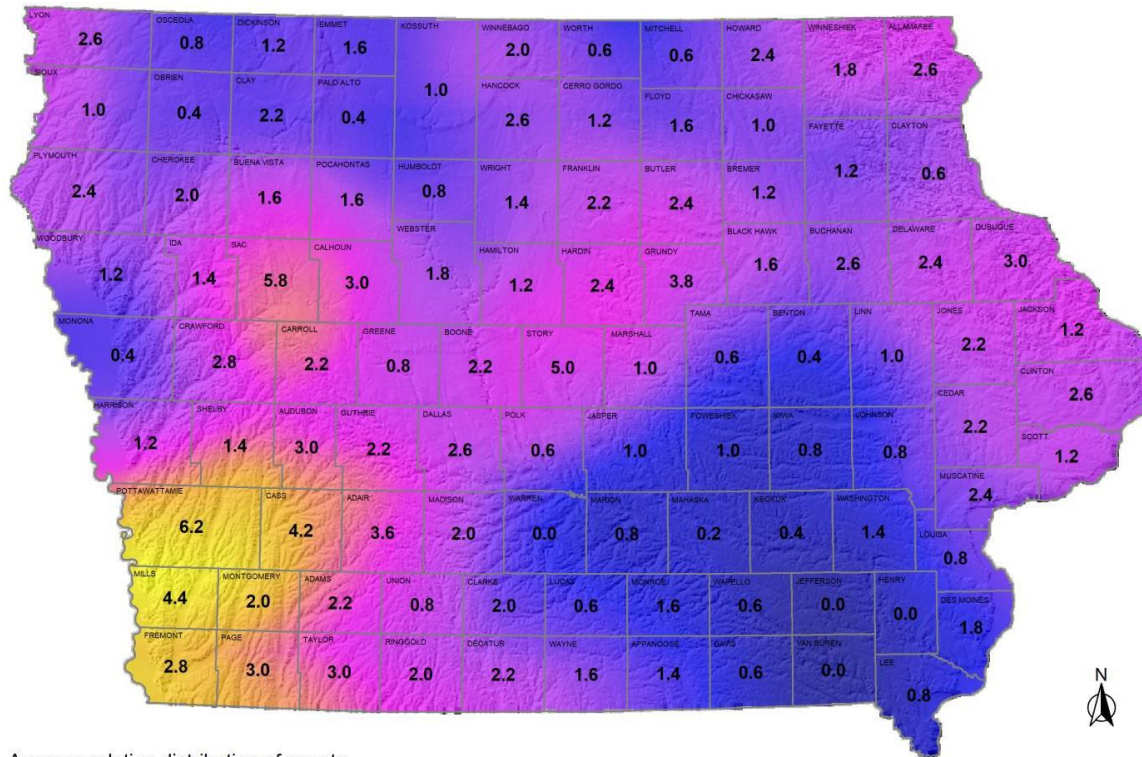 LYON OSCEOLA DICKINSON EMMET KOSSUTH WINNEBAGO WORTH MITCHELL HOWARD WINNESHIEK ALLAMAKEE
2.6 0.8 1.2 1.6 1.0 2.0 0.6 0.6 2.4 1.8 2.6
SIOUX OBRIEN CLAY PALO ALTO HANCOCK CERRO GORDO FLOYD CHICKASAW
1.0 0.4 2.2 0.4 2.6 1.2 1.6 1.0
PLYMOUTH CHEROKEE BUENA VISTA POCAHONTAS HUMBOLDT WRIGHT FRANKLIN BUTLER BREMER FAYETTE CLAYTON
2.4 2.0 1.6 1.6 0.8 1.4 2.2 2.4 1.2 1.2 0.6
WOODBURY IDA SAC CALHOUN WEBSTER HAMILTON HARDIN GRUNDY BLACK HAWK BUCHANAN DELAWARE DUBUQUE
1.2 1.4 5.8 3.0 1.8 1.2 2.4 3.8 1.6 2.6 2.4 3.0
MONONA CRAWFORD CARROLL GREENE BOONE STORY MARSHALL TAMA BENTON LINN JONES JACKSON
0.4 2.8 2.2 0.8 2.2 5.0 1.0 0.6 0.4 1.0 2.2 1.2
CLINTON
2.6
HARRISON SHELBY AUDUBON GUTHRIE DALLAS POLK JASPER POWESHIEK IOWA JOHNSON CEDAR SCOTT
1.2 1.4 3.0 2.2 2.6 0.6 1.0 1.0 0.8 0.8 2.2 1.2
POTTAWATTAMIE CASS ADAIR MADISON WARREN MARION MAHASKA KEOKUK WASHINGTON MUSCATINE LOUISA
6.2 4.2 3.6 2.0 0.0 0.8 0.2 0.4 1.4 2.4 0.8
MILLS MONTGOMERY ADAMS UNION CLARKE LUCAS MONROE WAPELLO JEFFERSON HENRY DES MOINES
4.4 2.0 2.2 0.8 2.0 0.6 1.6 0.6 0.0 0.0 1.8
FREMONT PAGE TAYLOR RINGGOLD DECATUR WAYNE APPANOOSE DAVIS VAN BUREN LEE
2.8 3.0 3.0 2.0 2.2 1.6 1.4 0.6 0.0 0.8
N